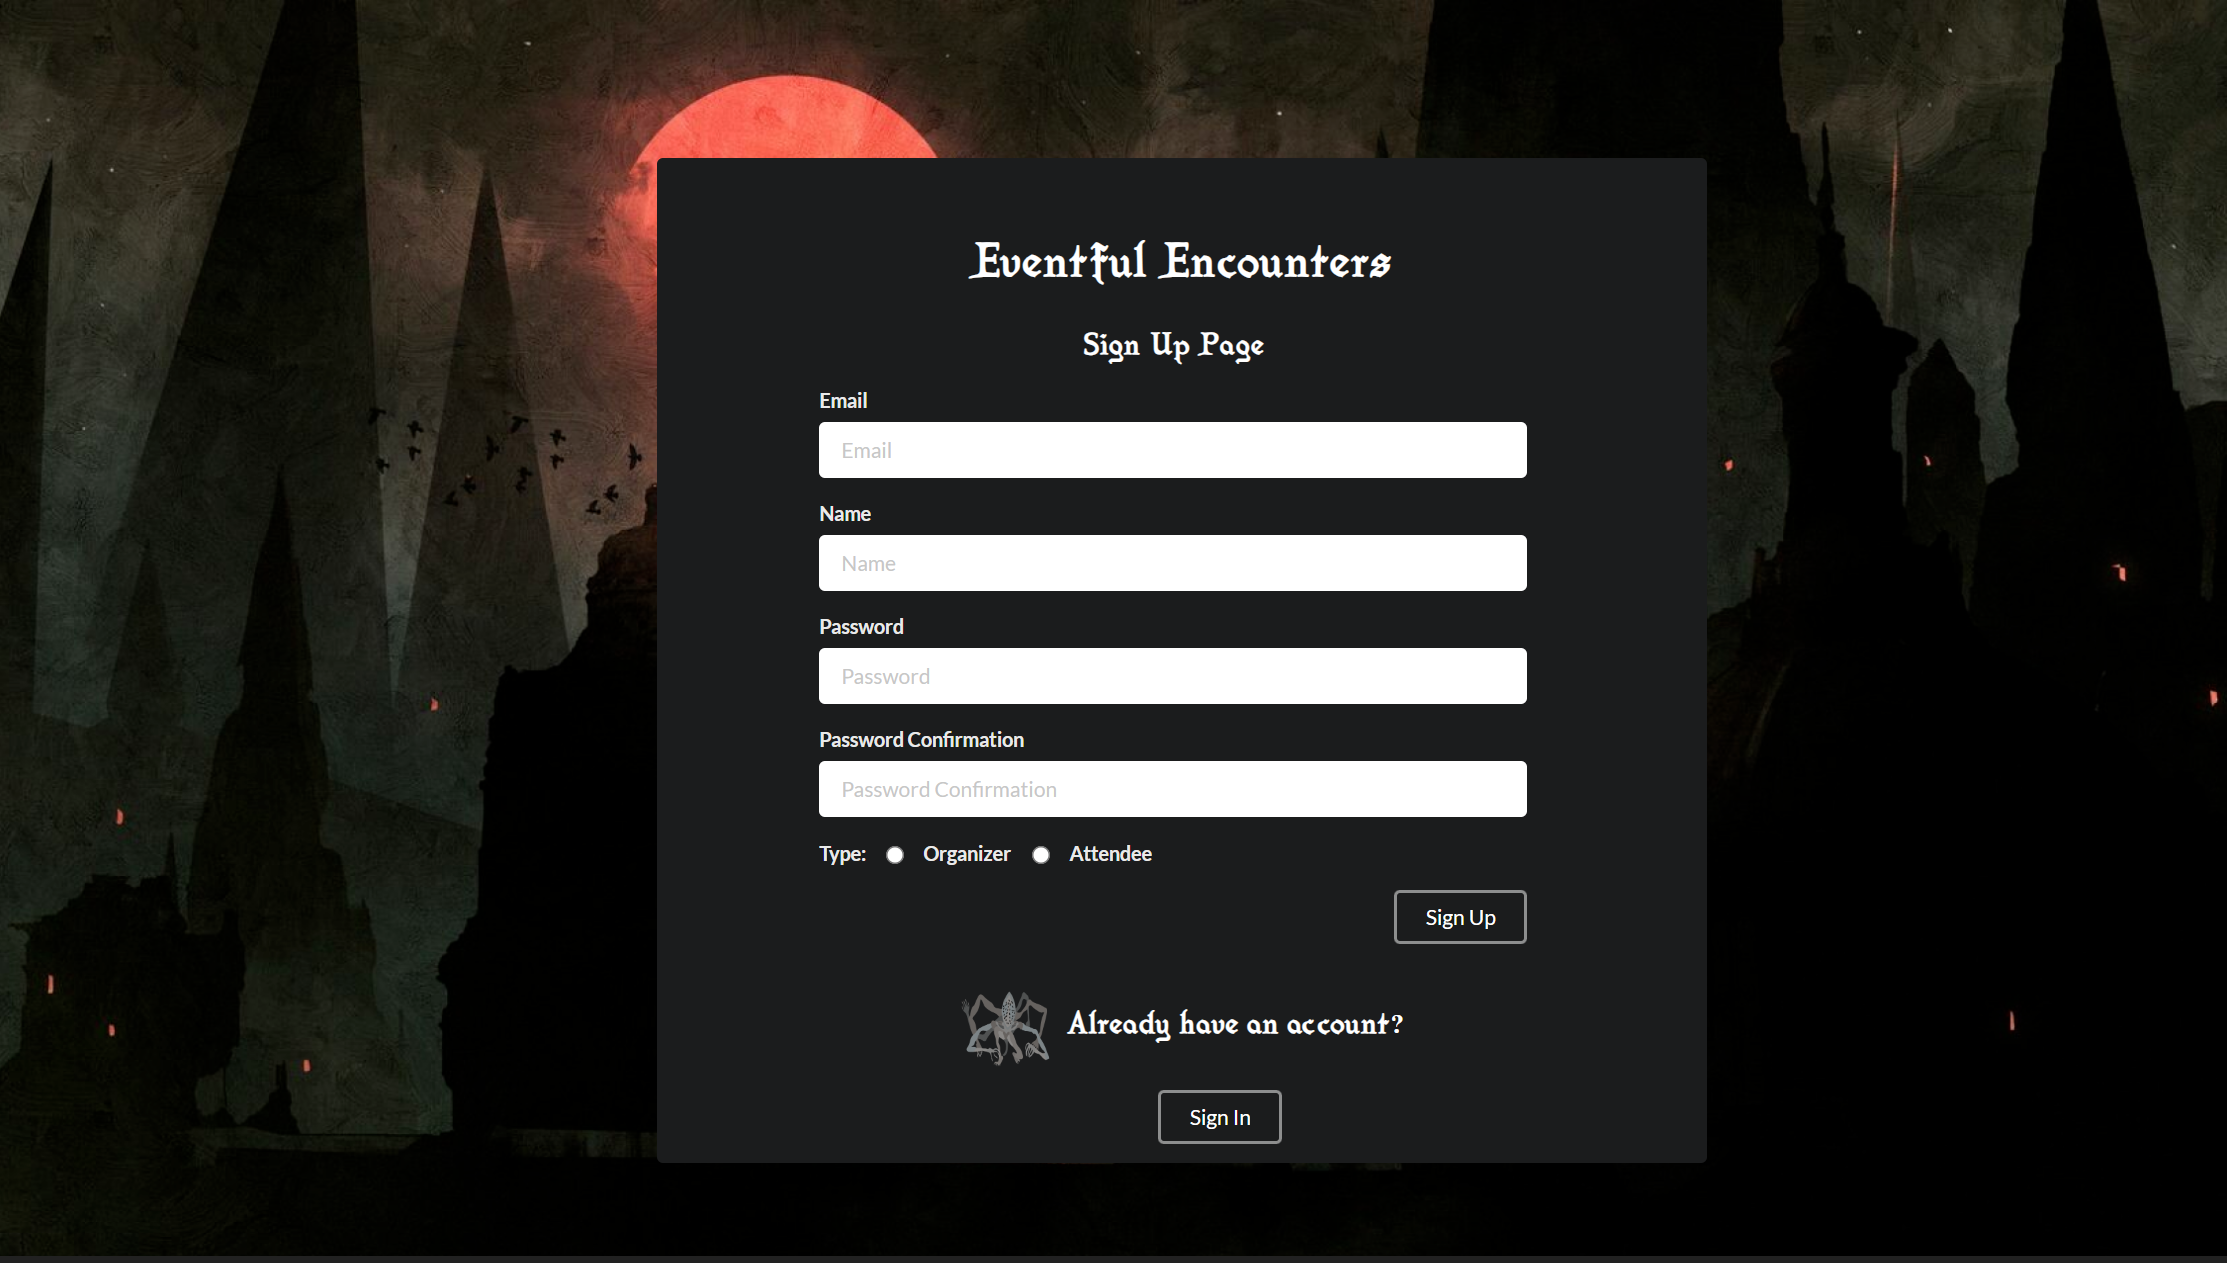 Eventful Encounters
Sign Up Page
Email
Email
Name
Name
Password
Password
Password Confirmation
Password Confirmation
Type: Organizer Attendee
Sign Up
Already have an account?
Sign In